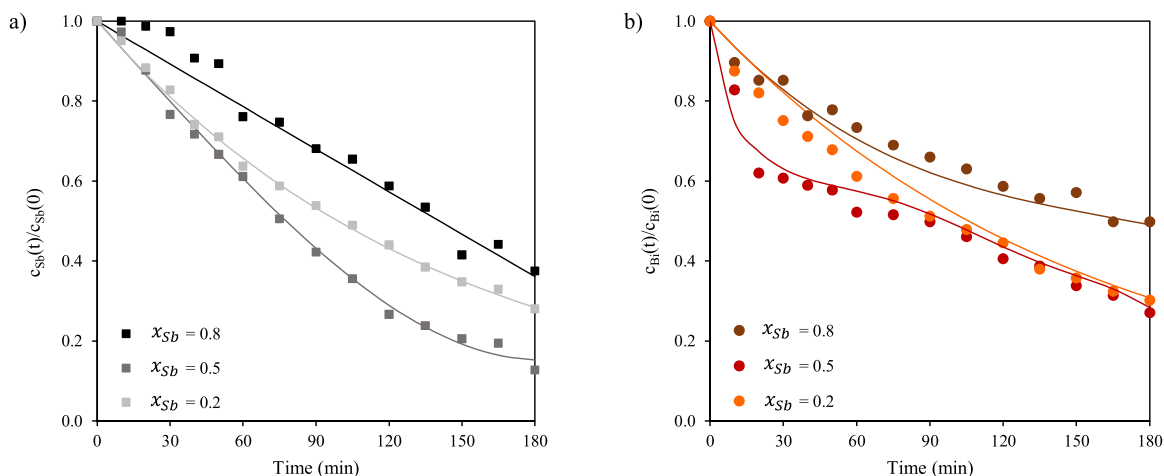 a)
c_Sb(t)/c_Sb(0)
1.0
0.8
0.6
0.4
0.2
0.0
x_Sb = 0.8
x_Sb = 0.5
x_Sb = 0.2
0 30 60 90 120 150 180
Time (min)
b)
c_Bi(t)/c_Bi(0)
1.0
0.8
0.6
0.4
0.2
0.0
x_Sb = 0.8
x_Sb = 0.5
x_Sb = 0.2
0 30 60 90 120 150 180
Time (min)